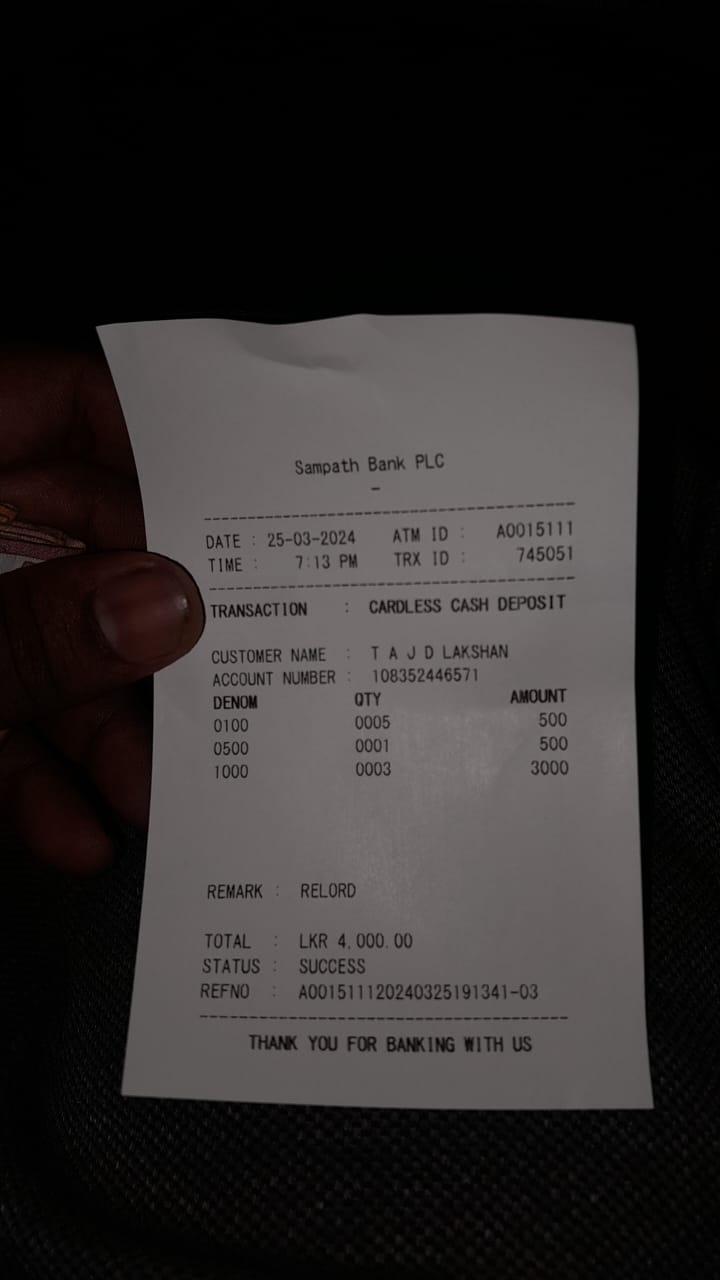 Sampath Bank PLC
-
DATE : 25-03-2024 ATM ID : A0015111
TIME : 7:13 PM TRX ID : 745051
TRANSACTION : CARDLESS CASH DEPOSIT
CUSTOMER NAME : T A J D LAKSHAN
ACCOUNT NUMBER : 108352446571
DENOM QTY AMOUNT
0100 0005 500
0500 0001 500
1000 0003 3000
REMARK : RELORD
TOTAL : LKR 4,000.00
STATUS : SUCCESS
REFNO : A001511120240325191341-03
THANK YOU FOR BANKING WITH US